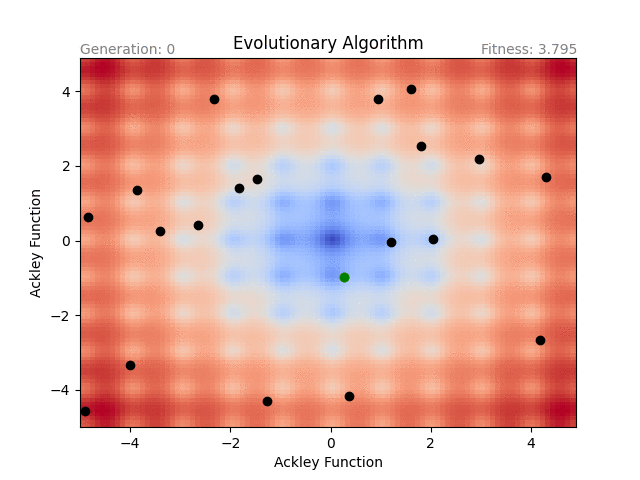 Evolutionary Algorithm
Generation: 0
Fitness: 3.795
Ackley Function
4
2
0
−2
−4
−4
−2
0
2
4
Ackley Function